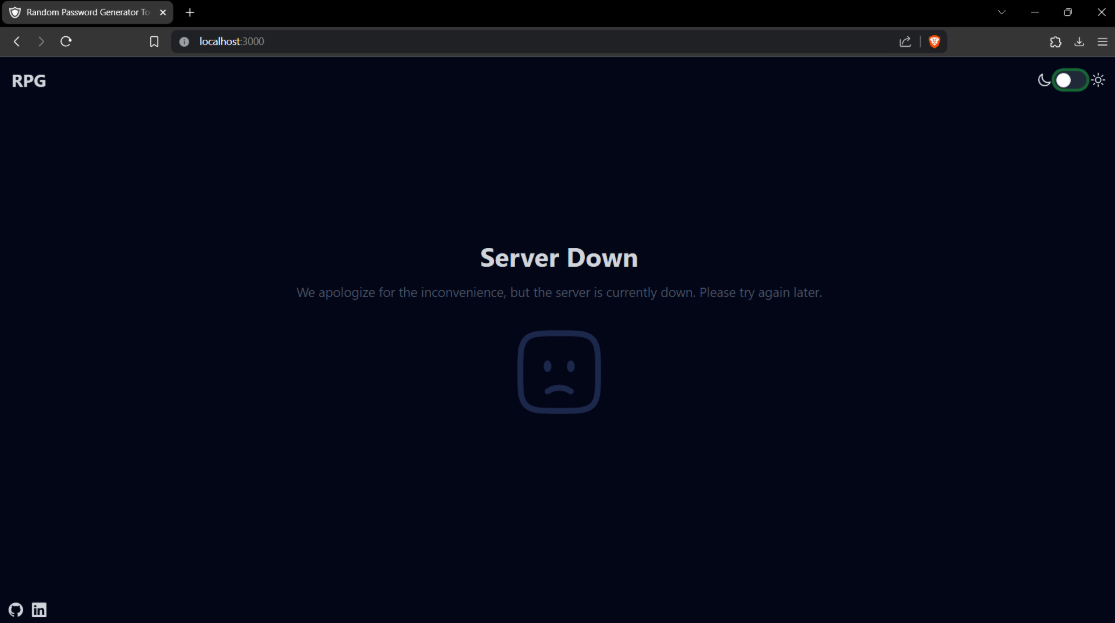 Random Password Generator To
localhost:3000
RPG
Server Down
We apologize for the inconvenience, but the server is currently down. Please try again later.
in